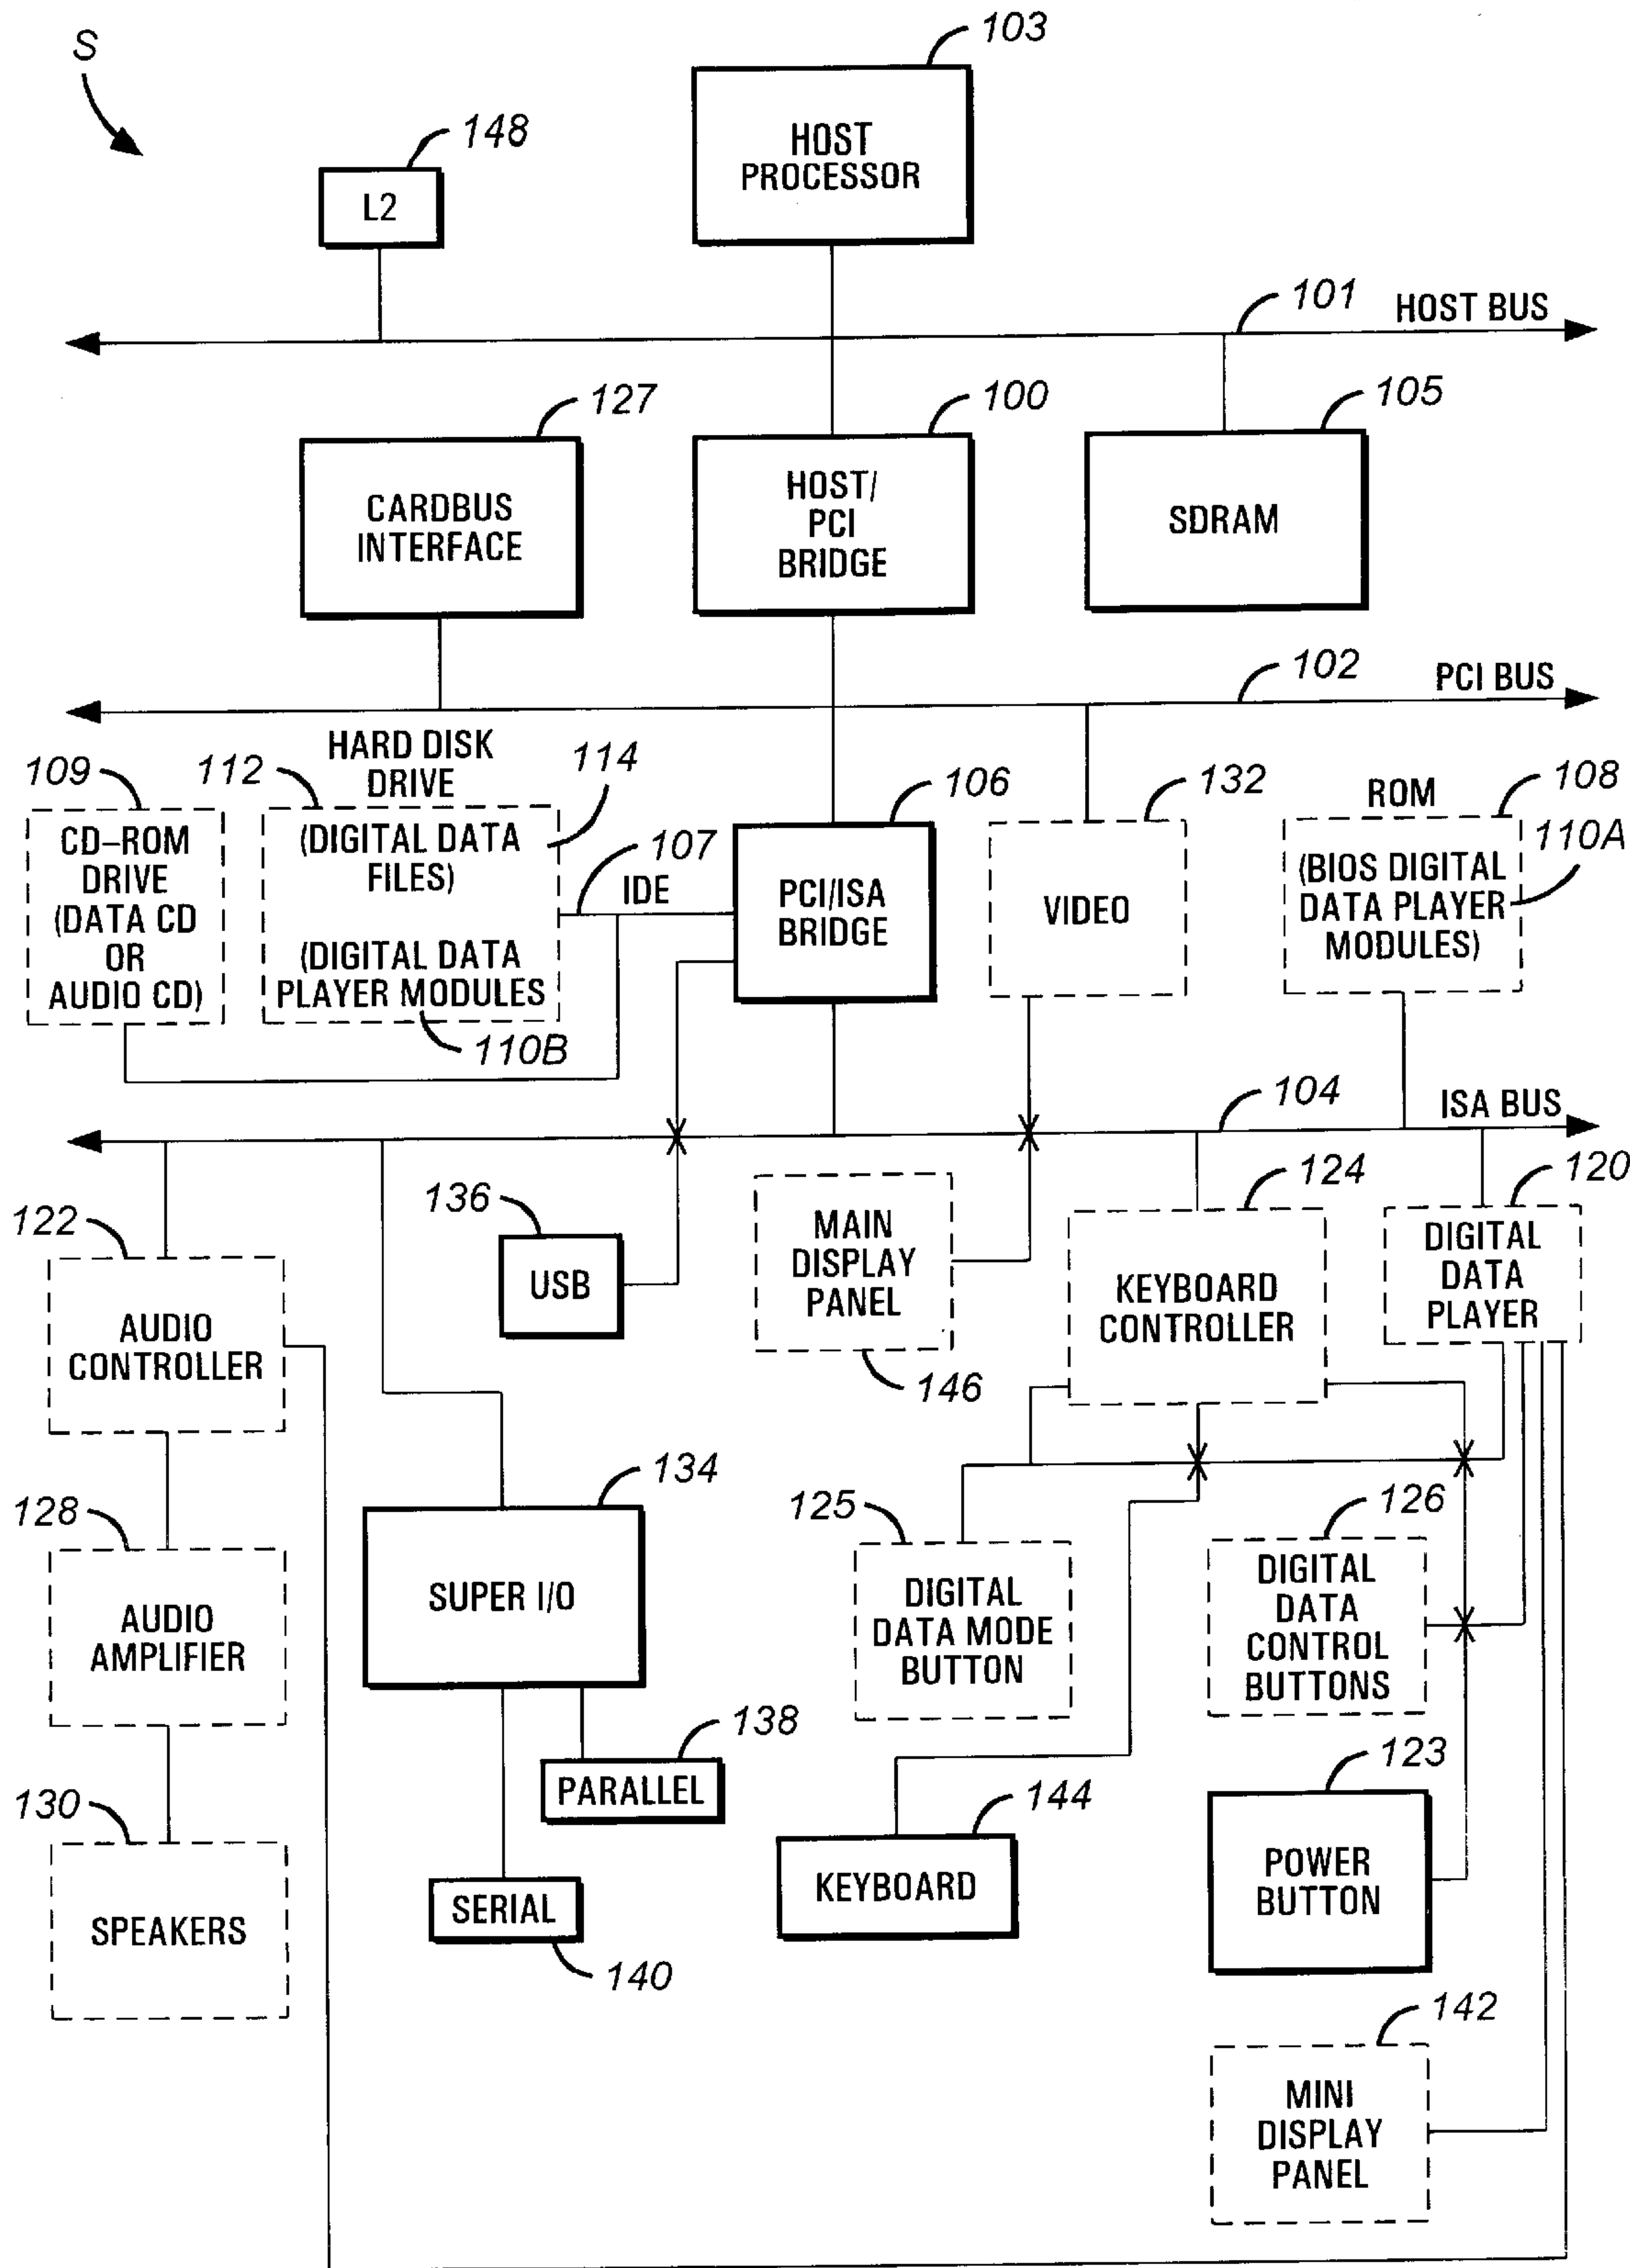 S
103
HOST
PROCESSOR
148
L2
101
HOST BUS
127
CARDBUS
INTERFACE
100
HOST/
PCI
BRIDGE
105
SDRAM
102
PCI BUS
109
CD–ROM
DRIVE
(DATA CD
OR
AUDIO CD)
112
HARD DISK
DRIVE
114
(DIGITAL DATA
FILES)
(DIGITAL DATA
PLAYER MODULES
110B
107
IDE
106
PCI/ISA
BRIDGE
132
VIDEO
ROM
108
110A
(BIOS DIGITAL
DATA PLAYER
MODULES)
104
ISA BUS
122
AUDIO
CONTROLLER
136
USB
MAIN
DISPLAY
PANEL
146
124
KEYBOARD
CONTROLLER
120
DIGITAL
DATA
PLAYER
128
AUDIO
AMPLIFIER
134
SUPER I/O
125
DIGITAL
DATA MODE
BUTTON
126
DIGITAL
DATA
CONTROL
BUTTONS
138
PARALLEL
130
SPEAKERS
SERIAL
140
144
KEYBOARD
123
POWER
BUTTON
142
MINI
DISPLAY
PANEL